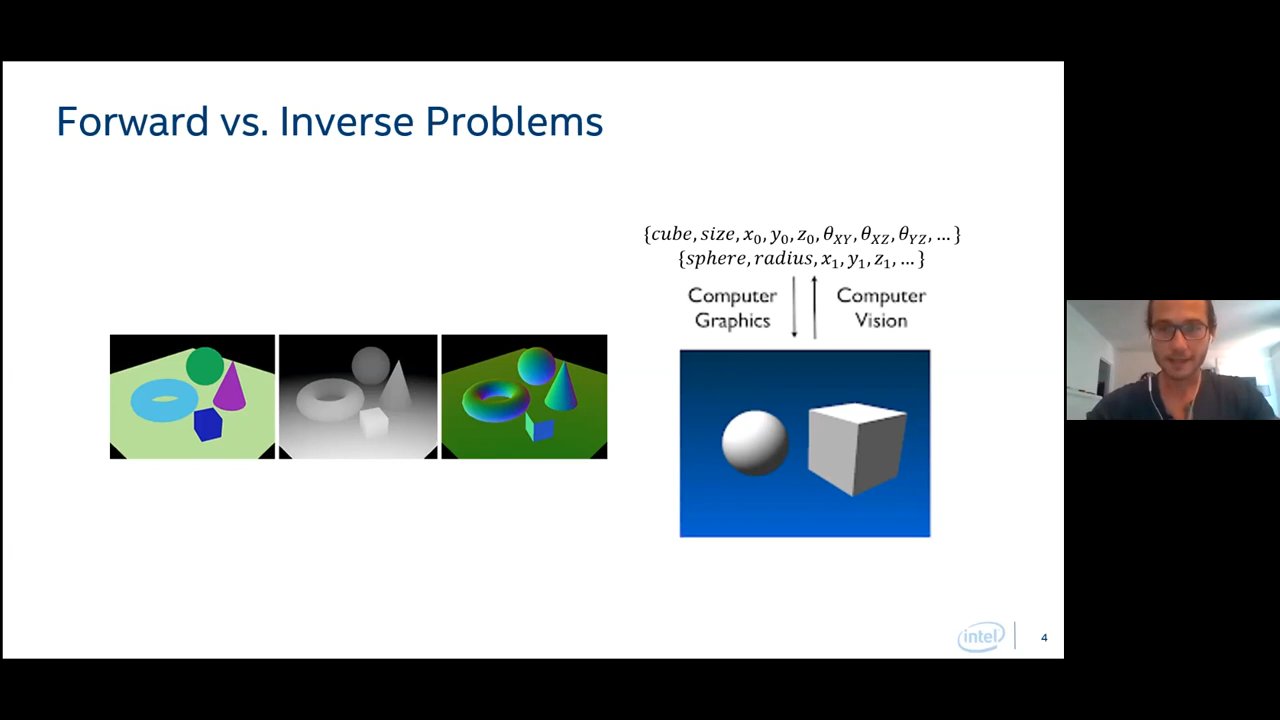 Forward vs. Inverse Problems
{cube, size, x₀, y₀, z₀, θ_XY, θ_XZ, θ_YZ, … }
{sphere, radius, x₁, y₁, z₁, … }
Computer
Graphics
Computer
Vision
intel
4